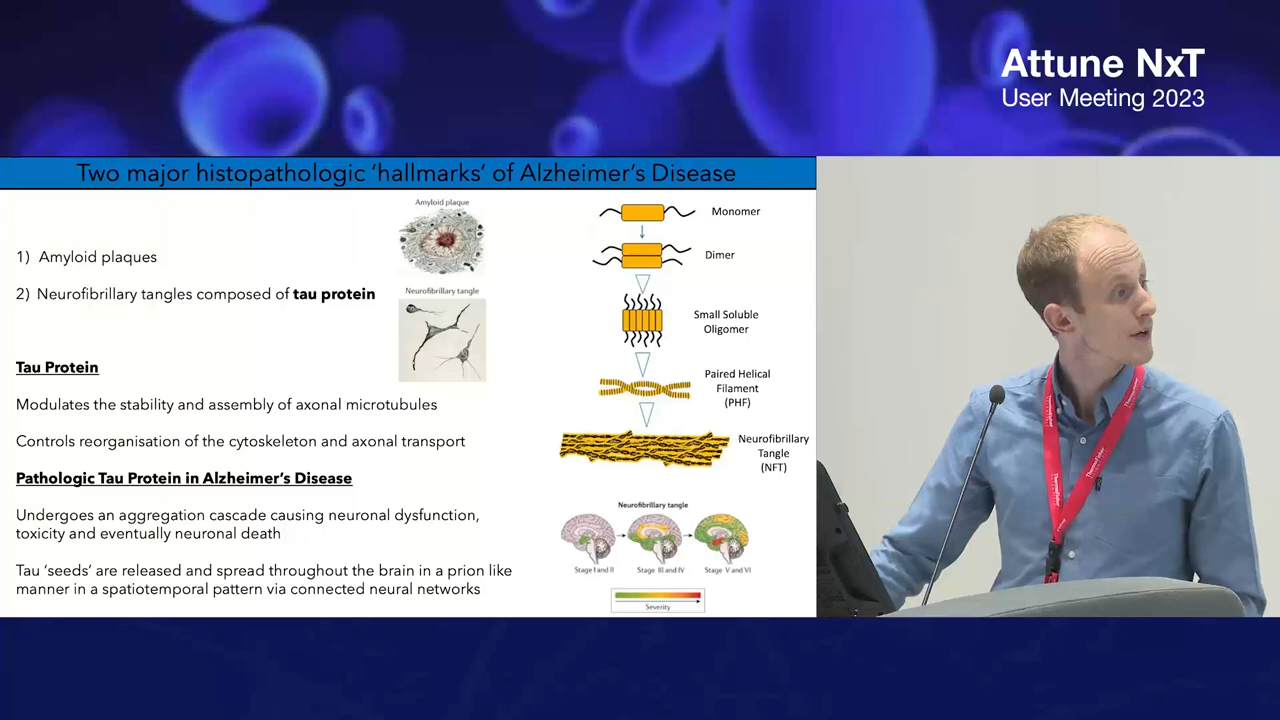 Attune NxT
User Meeting 2023
Two major histopathologic ‘hallmarks’ of Alzheimer’s Disease
1) Amyloid plaques
2) Neurofibrillary tangles composed of tau protein
Tau Protein
Modulates the stability and assembly of axonal microtubules
Controls reorganisation of the cytoskeleton and axonal transport
Pathologic Tau Protein in Alzheimer’s Disease
Undergoes an aggregation cascade causing neuronal dysfunction,
toxicity and eventually neuronal death
Tau ‘seeds’ are released and spread throughout the brain in a prion like
manner in a spatiotemporal pattern via connected neural networks
Amyloid plaque
Neurofibrillary tangle
Monomer
Dimer
Small Soluble
Oligomer
Paired Helical
Filament
(PHF)
Neurofibrillary
Tangle
(NFT)
Neurofibrillary tangle
Stage I and II
Stage III and IV
Stage V and VI
Severity
ThermoFisher
ThermoFisher